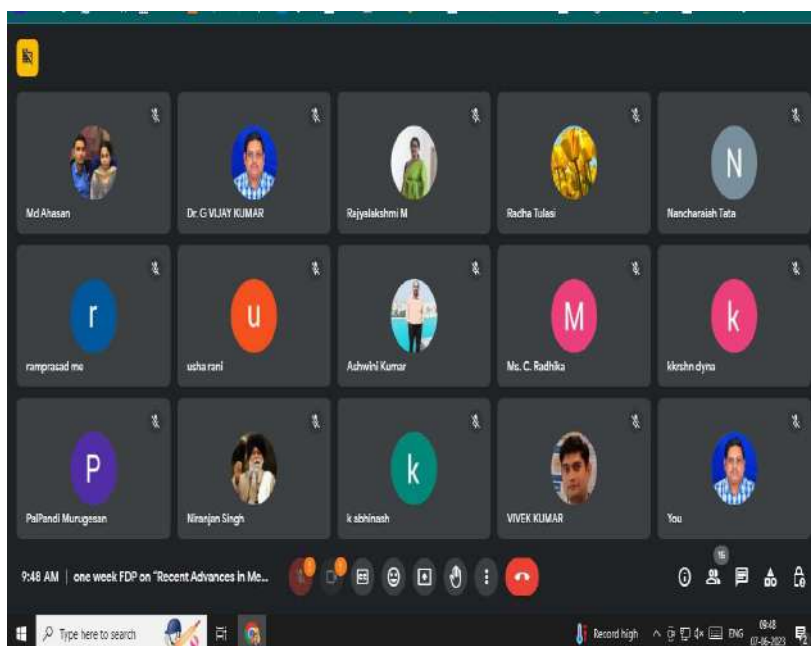 Md Ahasan
Dr. G VIJAY KUMAR
Rajyalakshmi M
Radha Tulasi
N
Nancharaiah Tata
r
ramprasad me
u
usha rani
Ashwini Kumar
M
Ms. C. Radhika
k
kkrshn dyna
P
PalPandi Murugesan
Niranjan Singh
k
k abhinash
VIVEK KUMAR
You
9:48 AM | one week FDP on "Recent Advances in Me...
Type here to search
Record high
ENG
09:48
07-06-2023